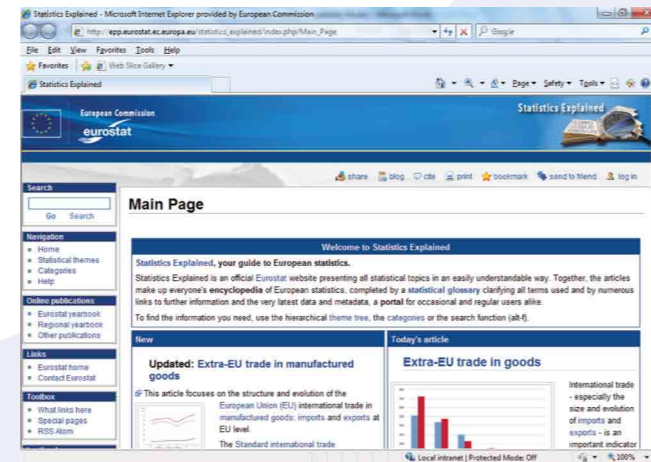 Statistics Explained - Microsoft Internet Explorer provided by European Commission
http://epp.eurostat.ec.europa.eu/statistics_explained/index.php/Main_Page
Google
File Edit View Favorites Tools Help
Favorites Web Slice Gallery
Statistics Explained
Page Safety Tools
European Commission
eurostat
Statistics Explained
share blog cite print bookmark send to friend log in
Search
Go Search
Navigation
Home
Statistical themes
Categories
Help
Online publications
Eurostat yearbook
Regional yearbook
Other publications
Links
Eurostat home
Contact Eurostat
Toolbox
What links here
Special pages
RSS Atom
Main Page
Welcome to Statistics Explained
Statistics Explained, your guide to European statistics.
Statistics Explained is an official Eurostat website presenting all statistical topics in an easily understandable way. Together, the articles
make up everyone's encyclopedia of European statistics, completed by a statistical glossary clarifying all terms used and by numerous
links to further information and the very latest data and metadata, a portal for occasional and regular users alike.
To find the information you need, use the hierarchical theme tree, the categories or the search function (alt-f).
New
Updated: Extra-EU trade in manufactured
goods
This article focuses on the structure and evolution of the
European Union (EU) international trade in
manufactured goods; imports and exports at
EU level.
The Standard international trade
Today's article
Extra-EU trade in goods
International trade
- especially the
size and evolution
of imports and
exports - is an
important indicator
Local intranet | Protected Mode: Off
100%